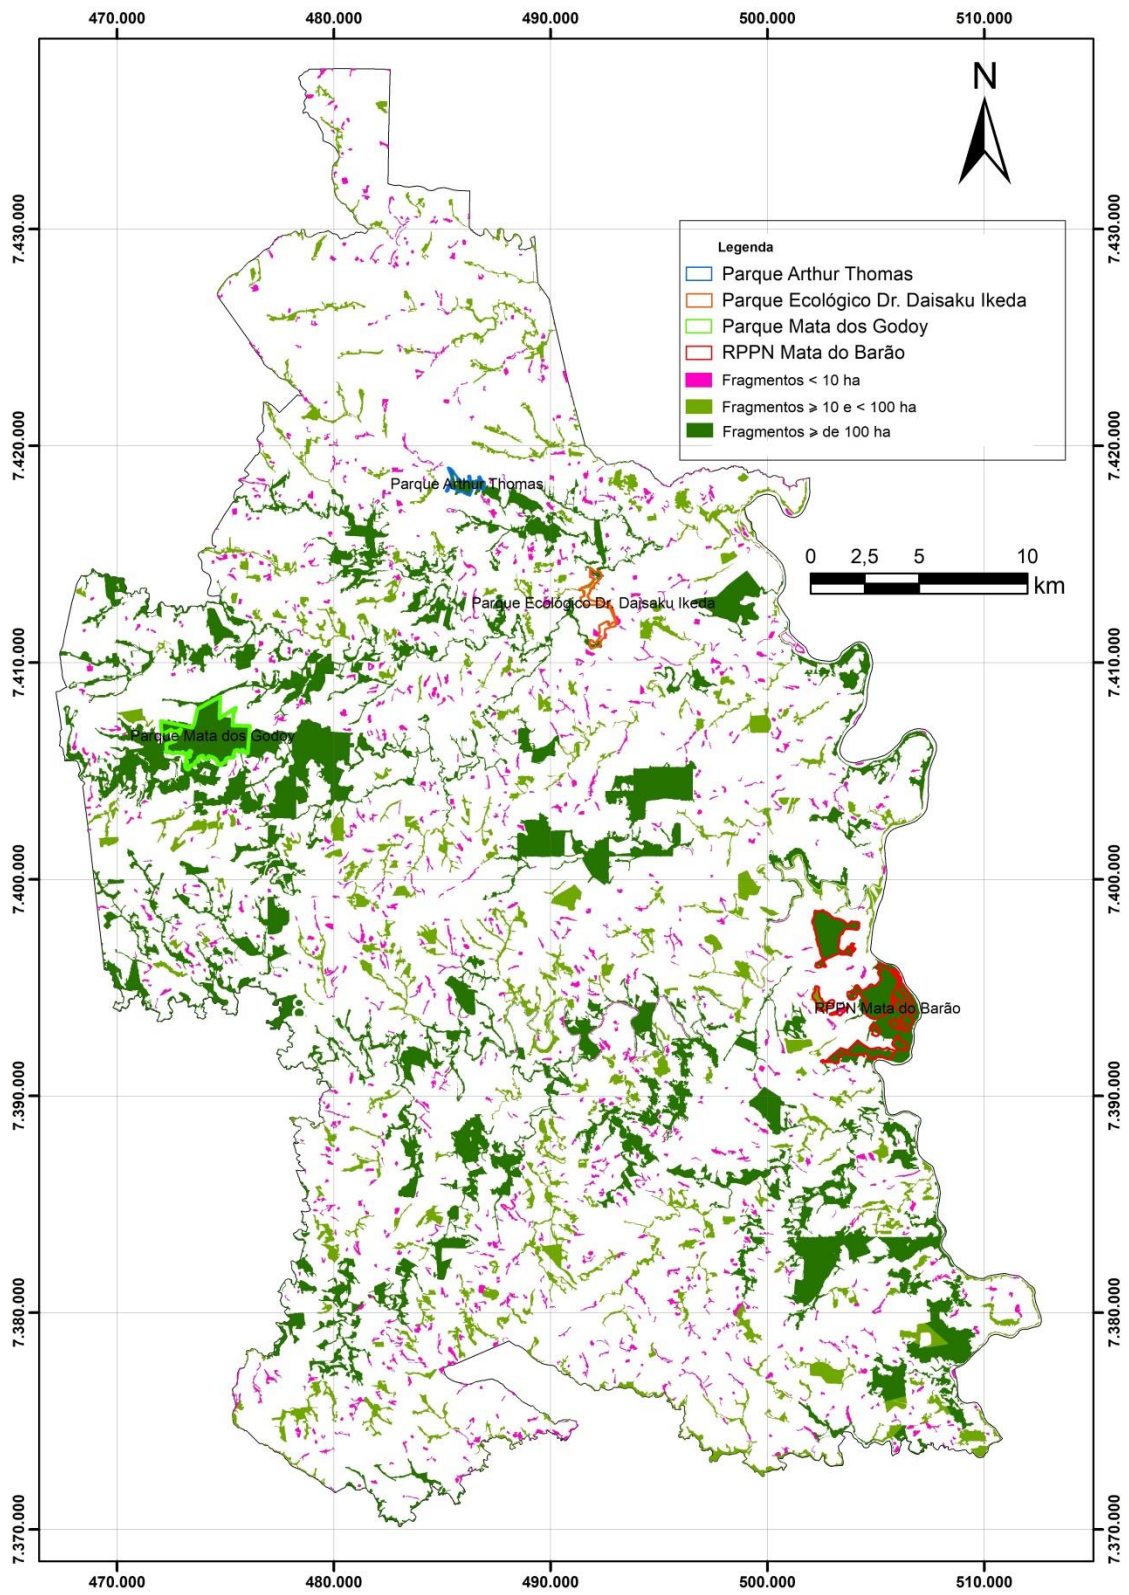 470.000 480.000 490.000 500.000 510.000
N
7.430.000 7.430.000
Legenda
Parque Arthur Thomas
Parque Ecológico Dr. Daisaku Ikeda
Parque Mata dos Godoy
RPPN Mata do Barão
Fragmentos < 10 ha
Fragmentos ⩾ 10 e < 100 ha
Fragmentos ⩾ de 100 ha
7.420.000 7.420.000
Parque Arthur Thomas
0 2,5 5 10
km
Parque Ecológico Dr. Daisaku Ikeda
7.410.000 7.410.000
Parque Mata dos Godoy
7.400.000 7.400.000
RPPN Mata do Barão
7.390.000 7.390.000
7.380.000 7.380.000
7.370.000 7.370.000
470.000 480.000 490.000 500.000 510.000